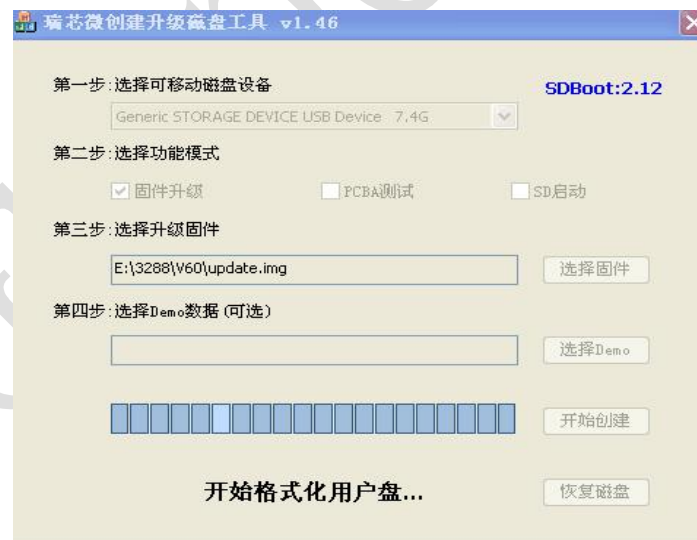 瑞芯微创建升级磁盘工具 v1.46
第一步:选择可移动磁盘设备
SDBoot:2.12
Generic STORAGE DEVICE USB Device 7.4G
第二步:选择功能模式
固件升级 PCBA测试 SD启动
第三步:选择升级固件
E:\3288\V60\update.img 选择固件
第四步:选择Demo数据(可选)
选择Demo
开始创建
开始格式化用户盘... 恢复磁盘